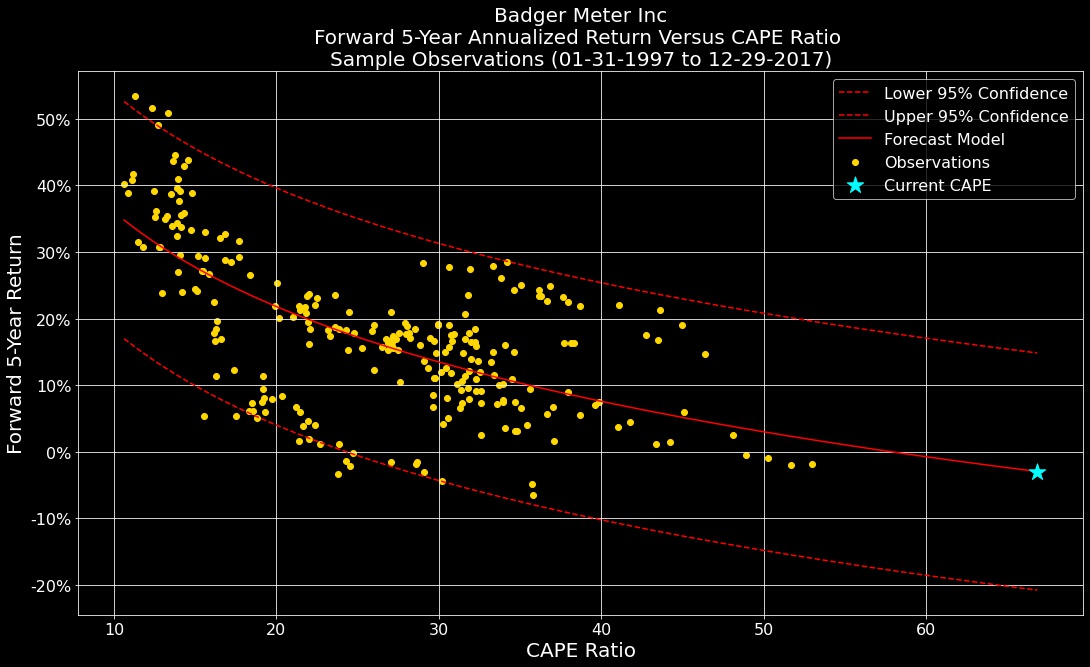 Badger Meter Inc
Forward 5-Year Annualized Return Versus CAPE Ratio
Sample Observations (01-31-1997 to 12-29-2017)
Lower 95% Confidence
Upper 95% Confidence
Forecast Model
Observations
Current CAPE
Forward 5-Year Return
50%
40%
30%
20%
10%
0%
-10%
-20%
10 20 30 40 50 60
CAPE Ratio